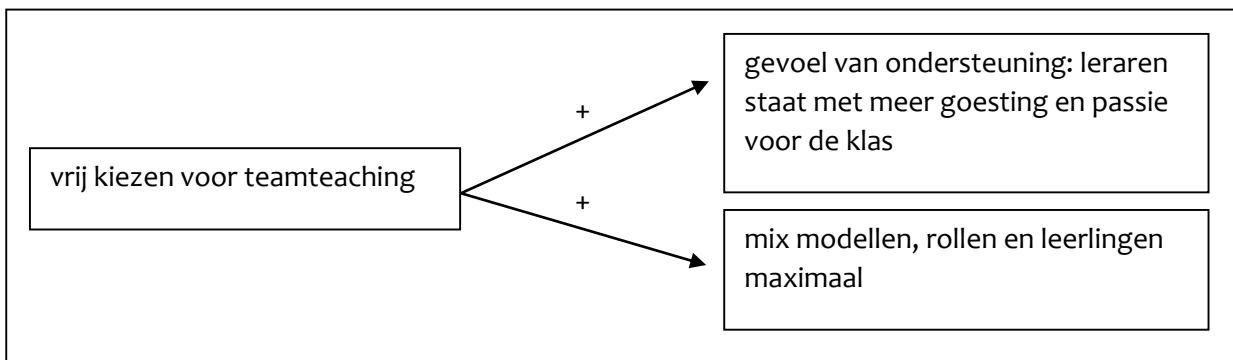 vrij kiezen voor teamteaching
+
+
gevoel van ondersteuning: leraren
staat met meer goesting en passie
voor de klas
mix modellen, rollen en leerlingen
maximaal